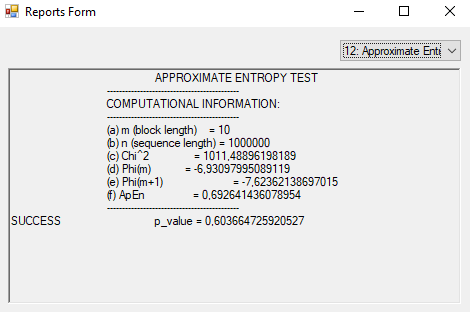 Reports Form
12: Approximate Entr
APPROXIMATE ENTROPY TEST
--------------------------------------------
COMPUTATIONAL INFORMATION:
--------------------------------------------
(a) m (block length) = 10
(b) n (sequence length) = 1000000
(c) Chi^2 = 1011,48896198189
(d) Phi(m) = -6,93097995089119
(e) Phi(m+1) = -7,62362138697015
(f) ApEn = 0,692641436078954
--------------------------------------------
SUCCESS p_value = 0,603664725920527